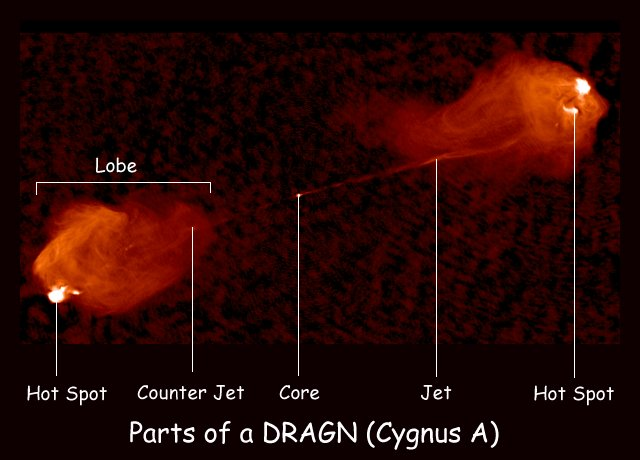 Lobe
Hot Spot Counter Jet Core Jet Hot Spot
Parts of a DRAGN (Cygnus A)